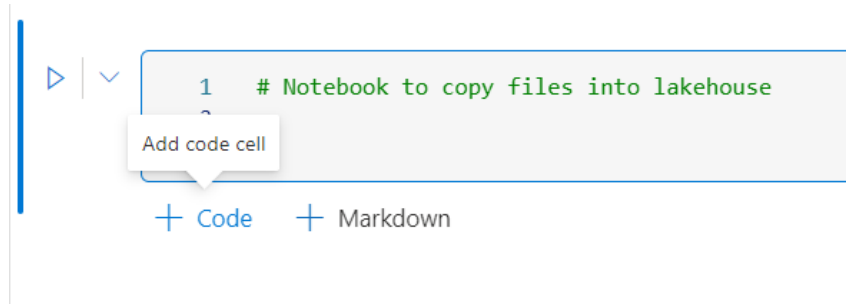 1 # Notebook to copy files into lakehouse
Add code cell
+ Code + Markdown